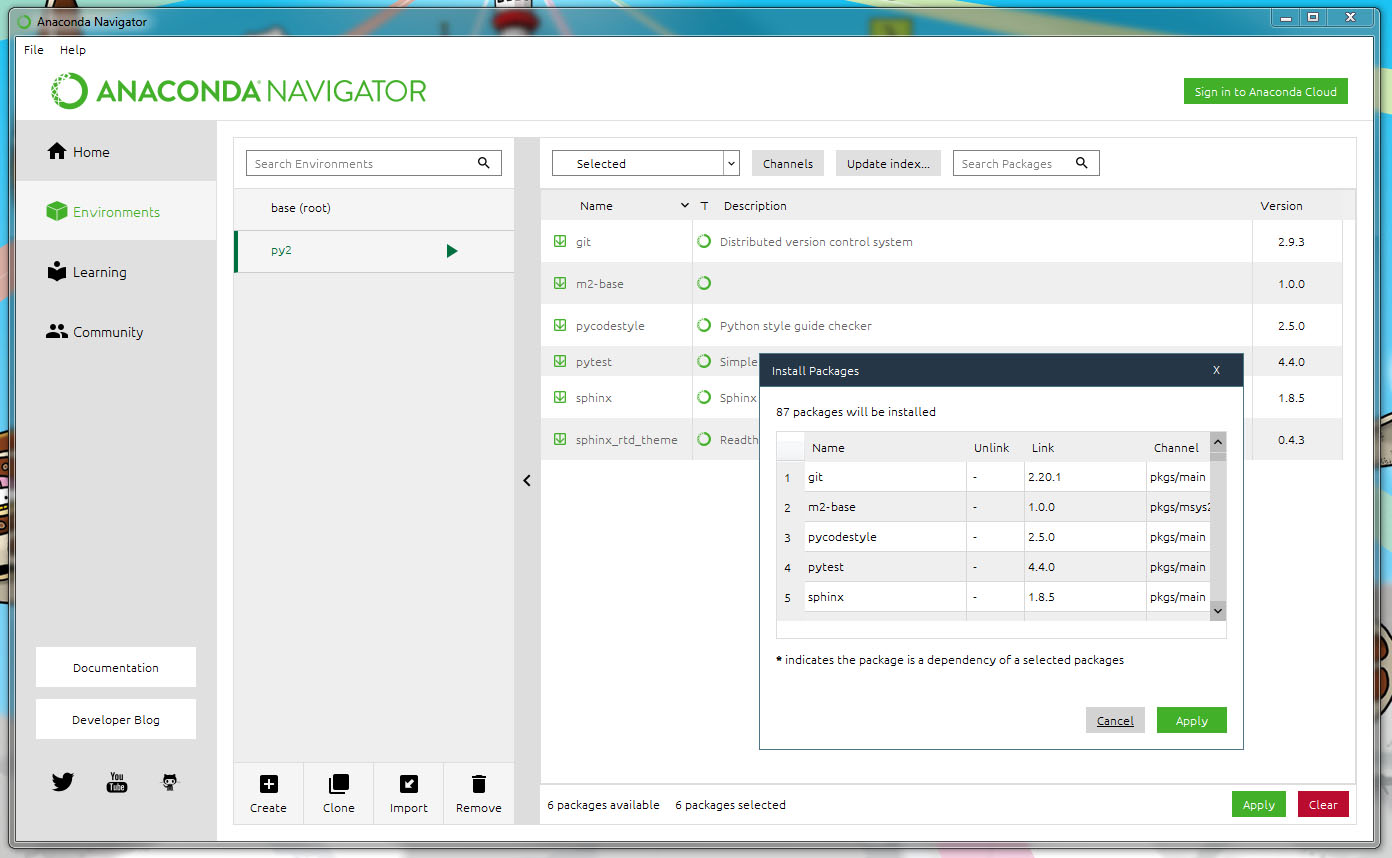 Anaconda Navigator
File Help
ANACONDA NAVIGATOR
Sign in to Anaconda Cloud
Home
Environments
Learning
Community
Documentation
Developer Blog
You Tube
Search Environments
base (root)
py2
Create Clone Import Remove
Selected Channels Update index... Search Packages
Name T Description Version
git Distributed version control system 2.9.3
m2-base 1.0.0
pycodestyle Python style guide checker 2.5.0
pytest Simple 4.4.0
sphinx Sphinx 1.8.5
sphinx_rtd_theme Readth 0.4.3
Install Packages X
87 packages will be installed
Name Unlink Link Channel
1 git - 2.20.1 pkgs/main
2 m2-base - 1.0.0 pkgs/msys2
3 pycodestyle - 2.5.0 pkgs/main
4 pytest - 4.4.0 pkgs/main
5 sphinx - 1.8.5 pkgs/main
* indicates the package is a dependency of a selected packages
Cancel Apply
6 packages available 6 packages selected Apply Clear